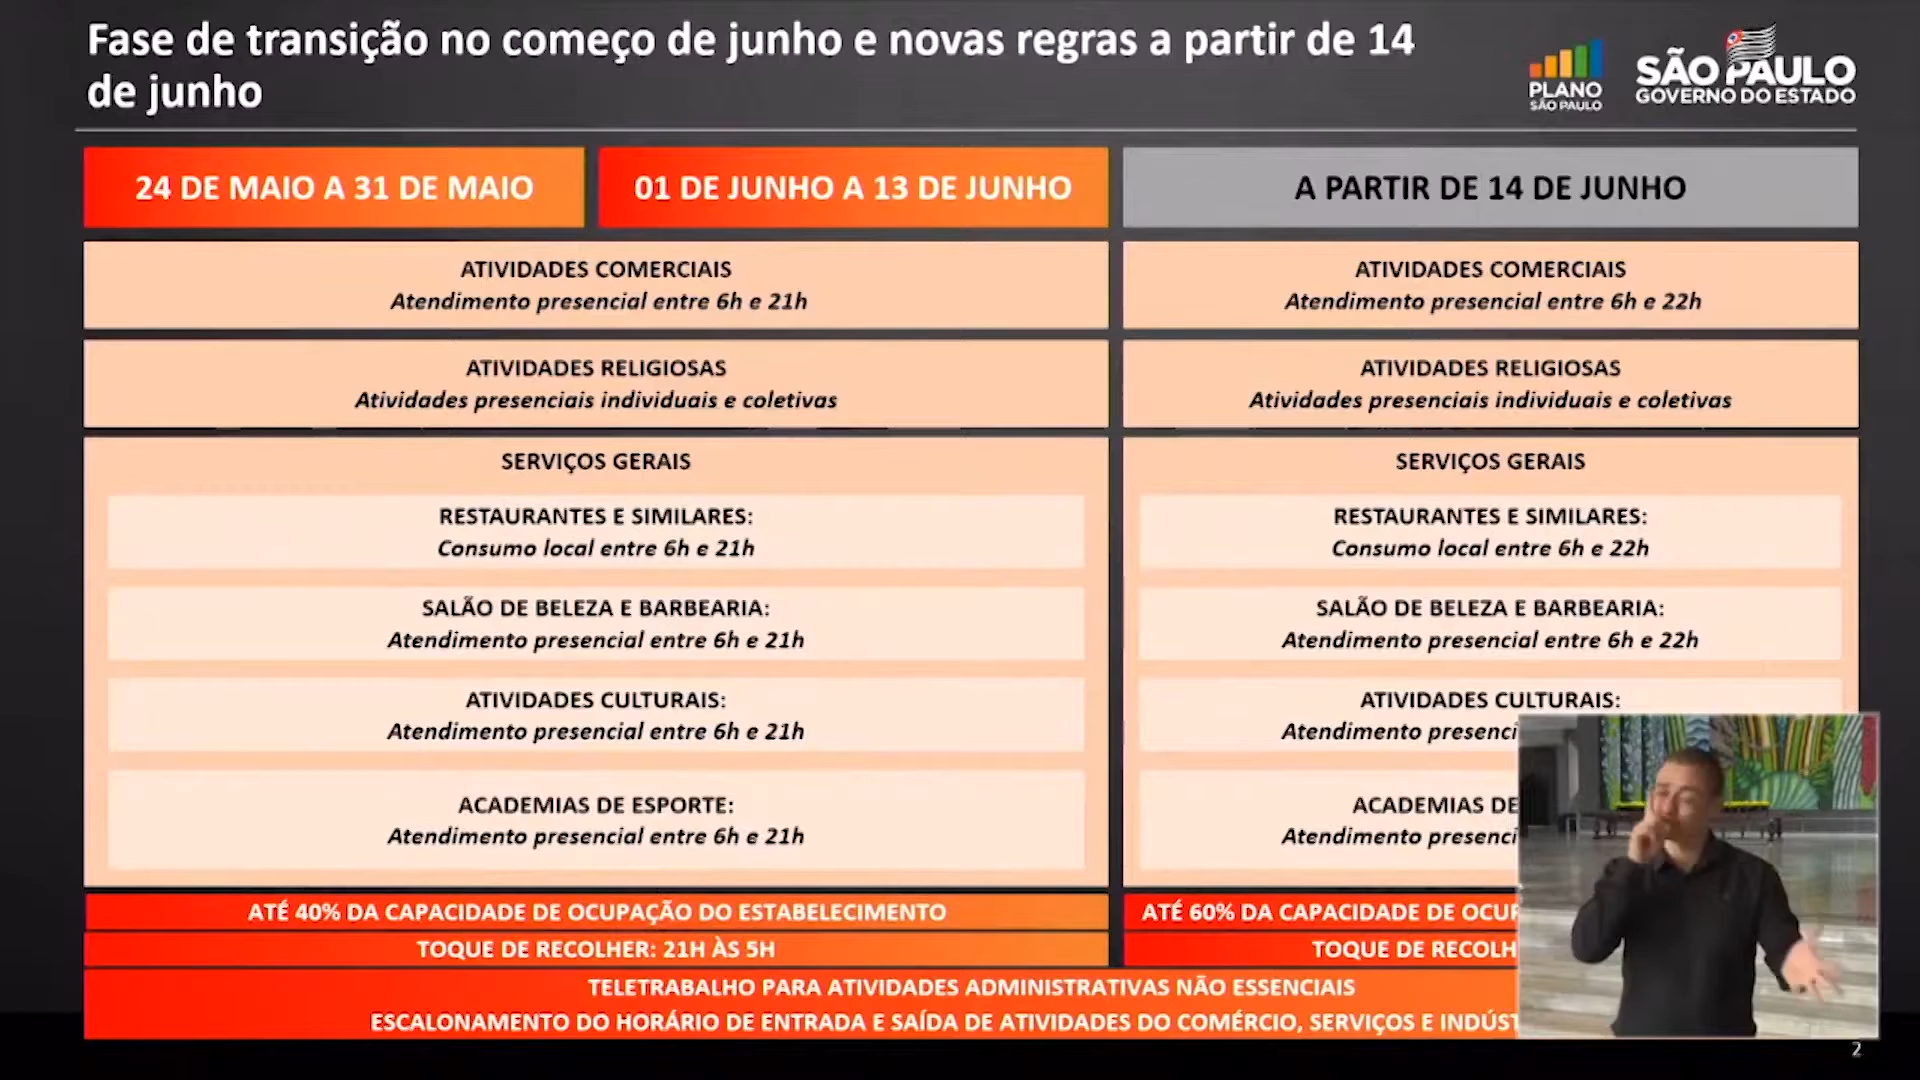 Fase de transição no começo de junho e novas regras a partir de 14
de junho
PLANO
SÃO PAULO
SÃO PAULO
GOVERNO DO ESTADO
24 DE MAIO A 31 DE MAIO
01 DE JUNHO A 13 DE JUNHO
A PARTIR DE 14 DE JUNHO
ATIVIDADES COMERCIAIS
Atendimento presencial entre 6h e 21h
ATIVIDADES COMERCIAIS
Atendimento presencial entre 6h e 22h
ATIVIDADES RELIGIOSAS
Atividades presenciais individuais e coletivas
ATIVIDADES RELIGIOSAS
Atividades presenciais individuais e coletivas
SERVIÇOS GERAIS
RESTAURANTES E SIMILARES:
Consumo local entre 6h e 21h
SALÃO DE BELEZA E BARBEARIA:
Atendimento presencial entre 6h e 21h
ATIVIDADES CULTURAIS:
Atendimento presencial entre 6h e 21h
ACADEMIAS DE ESPORTE:
Atendimento presencial entre 6h e 21h
SERVIÇOS GERAIS
RESTAURANTES E SIMILARES:
Consumo local entre 6h e 22h
SALÃO DE BELEZA E BARBEARIA:
Atendimento presencial entre 6h e 22h
ATIVIDADES CULTURAIS:
Atendimento
ACADEMIAS DE
Atendimento
ATÉ 40% DA CAPACIDADE DE OCUPAÇÃO DO ESTABELECIMENTO
TOQUE DE RECOLHER: 21H ÀS 5H
ATÉ 60% DA CAPACIDADE DE
TOQUE DE
TELETRABALHO PARA ATIVIDADES ADMINISTRATIVAS NÃO ESSENCIAIS
ESCALONAMENTO DO HORÁRIO DE ENTRADA E SAÍDA DE ATIVIDADES DO COMÉRCIO, SERVIÇOS E
2